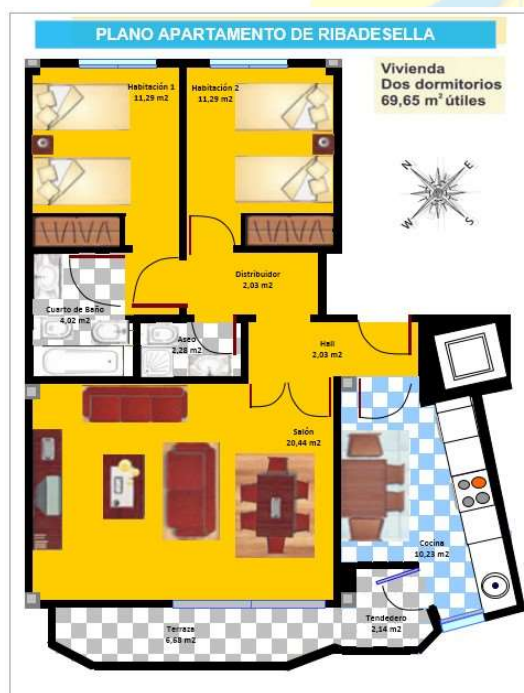 PLANO APARTAMENTO DE RIBADESELLA
Vivienda
Dos dormitorios
69,65 m² útiles
N
E
W
S
Habitación 1
11,29 m2
Habitación 2
11,29 m2
Distribuidor
2,03 m2
Cuarto de Baño
4,02 m2
Aseo
2,28 m2
Hall
2,03 m2
Salón
20,44 m2
Cocina
10,23 m2
Terraza
6,68 m2
Tendedero
2,14 m2